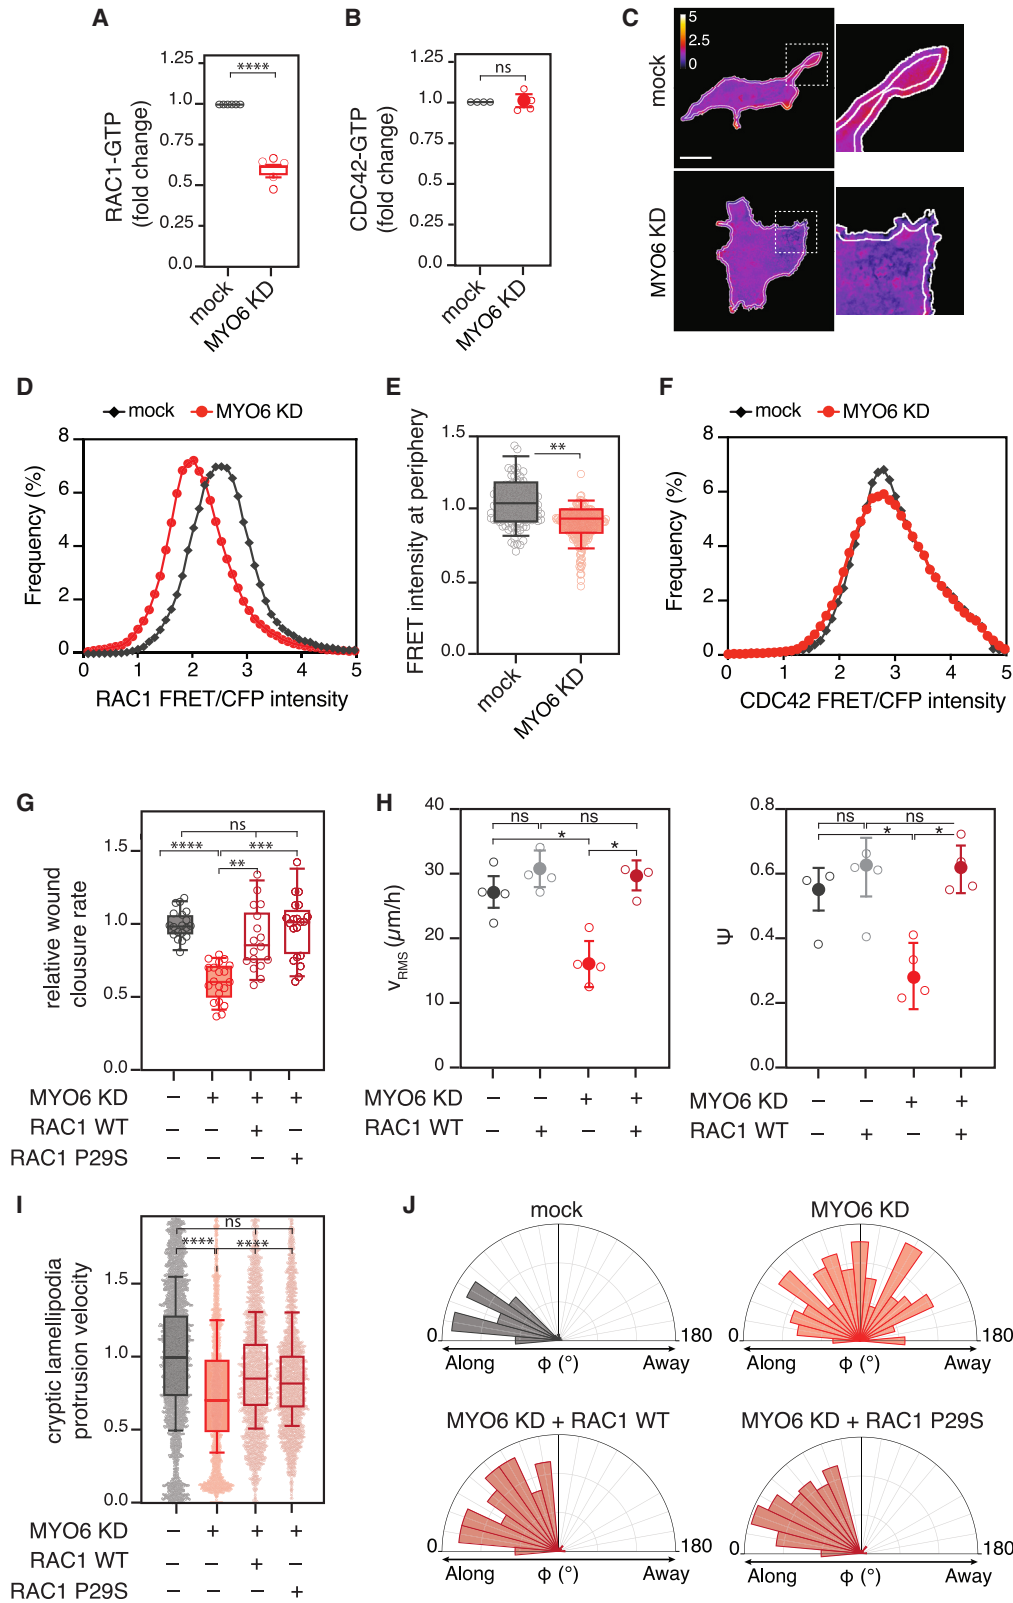 A
RAC1-GTP
(fold change)
1.25
1.0
0.75
0.5
0.25
0.0
****
mock
MYO6 KD
B
CDC42-GTP
(fold change)
1.25
1.0
0.75
0.5
0.25
0.0
ns
mock
MYO6 KD
C
mock
MYO6 KD
5
2.5
0
D
mock
MYO6 KD
Frequency (%)
8
6
4
2
0
0 1 2 3 4 5
RAC1 FRET/CFP intensity
E
FRET intensity at periphery
1.5
1.0
0.5
0.0
**
mock
MYO6 KD
F
mock
MYO6 KD
Frequency (%)
8
6
4
2
0
0 1 2 3 4 5
CDC42 FRET/CFP intensity
G
relative wound
clousure rate
1.5
1.0
0.5
0.0
ns
**** ***
**
MYO6 KD – + + +
RAC1 WT – – + –
RAC1 P29S – – – +
H
vRMS (µm/h)
40
30
20
10
0
ns ns
*
*
MYO6 KD – – + +
RAC1 WT – + – +
Ψ
0.8
0.6
0.4
0.2
0.0
ns ns
* *
MYO6 KD – – + +
RAC1 WT – + – +
I
cryptic lamellipodia
protrusion velocity
1.5
1.0
0.5
0.0
ns
**** ****
MYO6 KD – + + +
RAC1 WT – – + –
RAC1 P29S – – – +
J
mock
0 180
Along ϕ (°) Away
MYO6 KD
0 180
Along ϕ (°) Away
MYO6 KD + RAC1 WT
0 180
Along ϕ (°) Away
MYO6 KD + RAC1 P29S
0 180
Along ϕ (°) Away